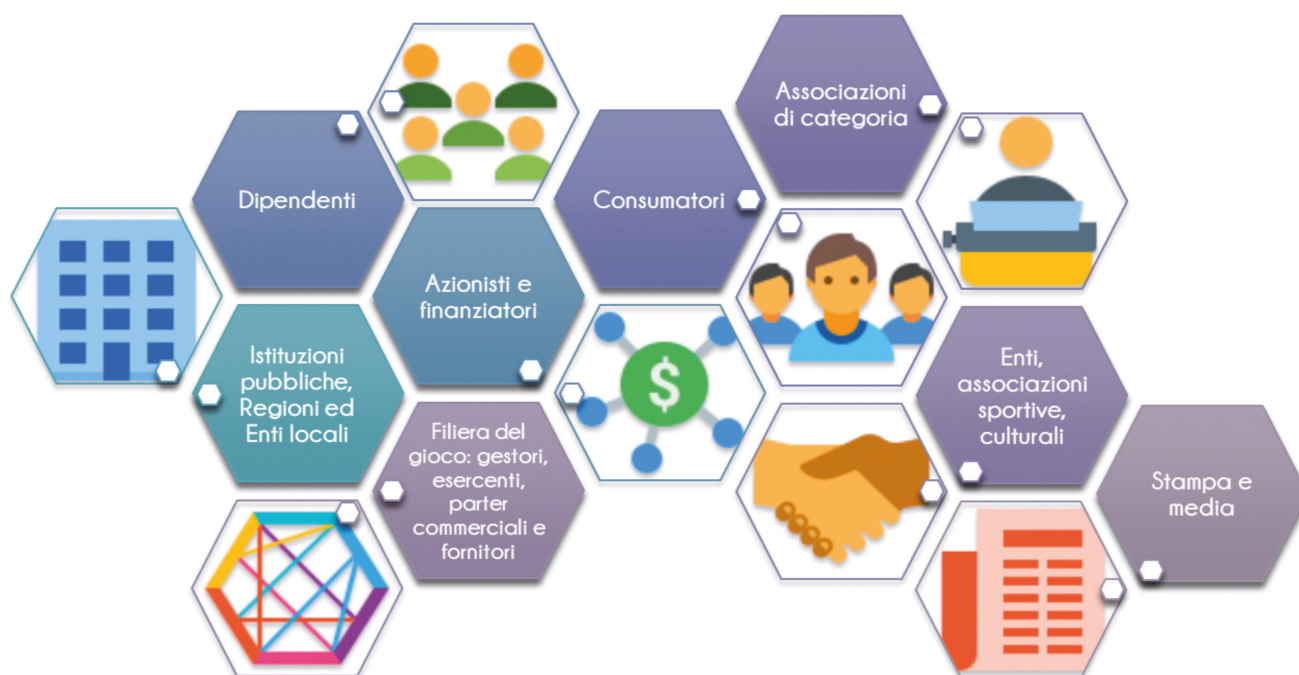 Associazioni
di categoria
Dipendenti
Consumatori
Azionisti e
finanziatori
Istituzioni
pubbliche,
Regioni ed
Enti locali
Enti,
associazioni
sportive,
culturali
Filiera del
gioco: gestori,
esercenti,
parter
commerciali e
fornitori
Stampa e
media
$